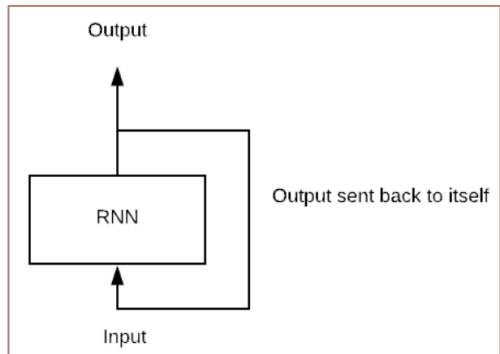 Output
Output sent back to itself
RNN
Input